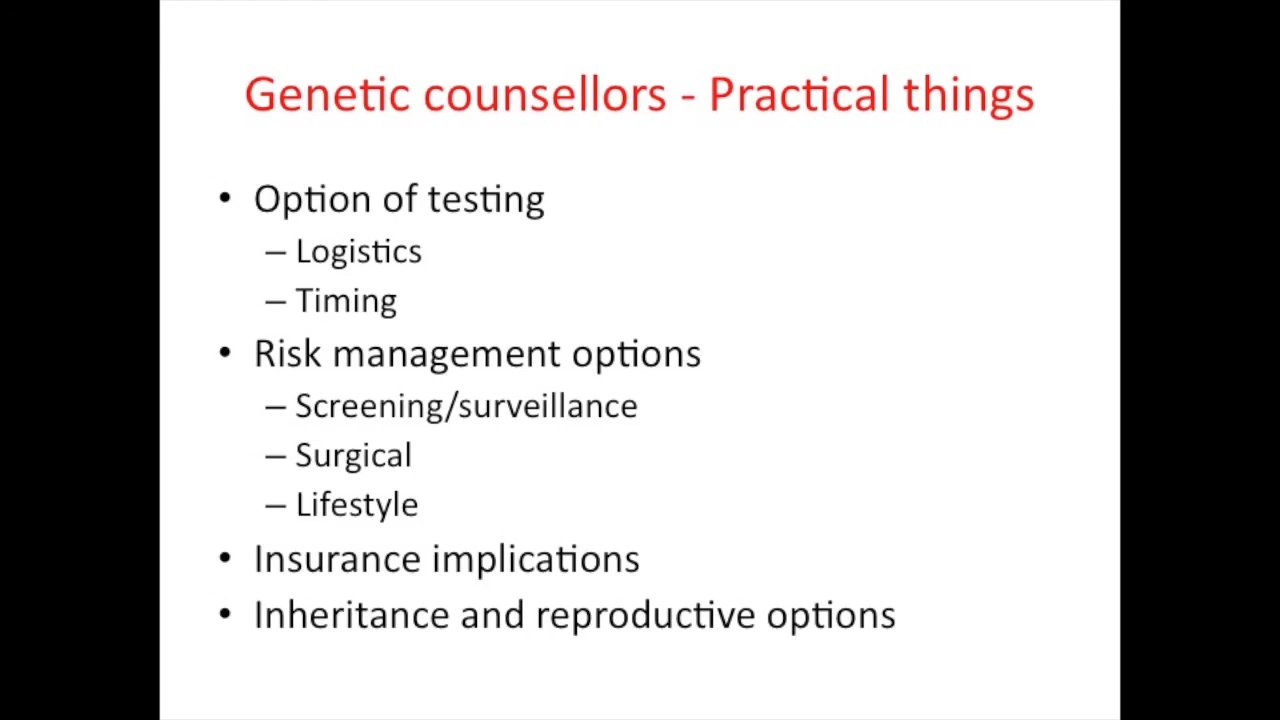 Genetic counsellors - Practical things
• Option of testing
– Logistics
– Timing
• Risk management options
– Screening/surveillance
– Surgical
– Lifestyle
• Insurance implications
• Inheritance and reproductive options